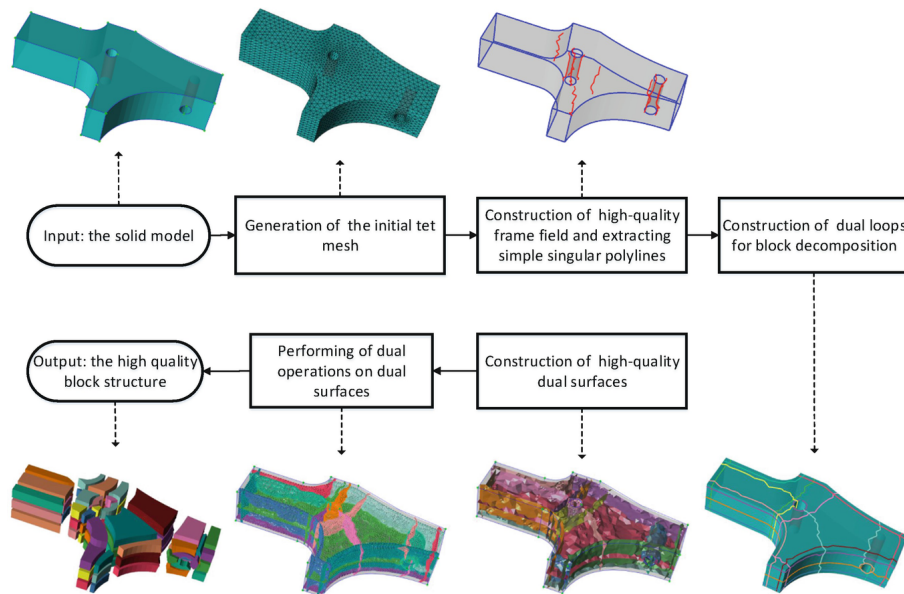 Input: the solid model
Generation of the initial tet
mesh
Construction of high-quality
frame field and extracting
simple singular polylines
Construction of dual loops
for block decomposition
Output: the high quality
block structure
Performing of dual
operations on dual
surfaces
Construction of high-quality
dual surfaces